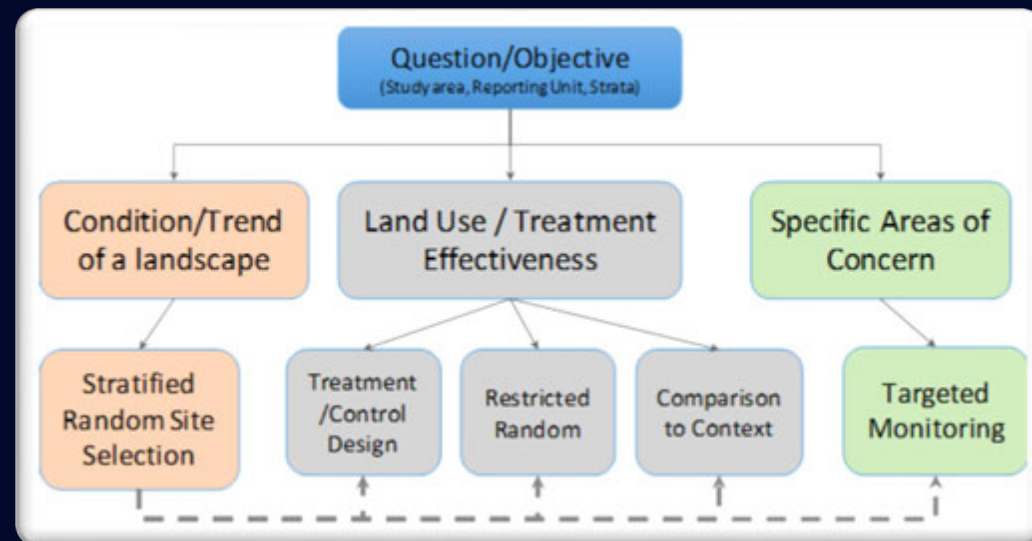 Question/Objective
(Study area, Reporting Unit, Strata)
Condition/Trend
of a landscape
Land Use / Treatment
Effectiveness
Specific Areas of
Concern
Stratified
Random Site
Selection
Treatment
/Control
Design
Restricted
Random
Comparison
to Context
Targeted
Monitoring